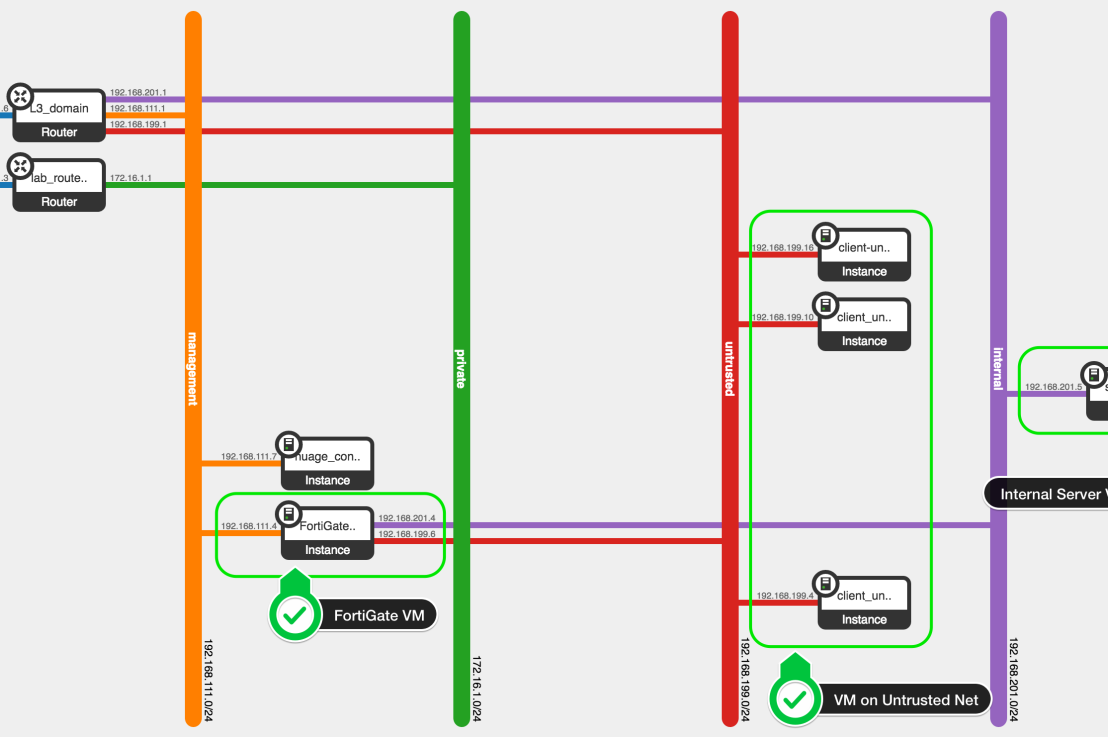 192.168.201.1
.6
L3_domain
192.168.111.1
192.168.199.1
Router
.3
lab_route..
172.16.1.1
Router
192.168.199.16
client-un..
Instance
192.168.199.10
client_un..
Instance
management
private
untrusted
internal
192.168.201.5
192.168.111.7
nuage_con..
Instance
Internal Server V
192.168.111.4
FortiGate..
192.168.201.4
192.168.199.6
Instance
192.168.199.4
client_un..
Instance
FortiGate VM
192.168.111.0/24
172.16.1.0/24
192.168.199.0/24
192.168.201.0/24
VM on Untrusted Net